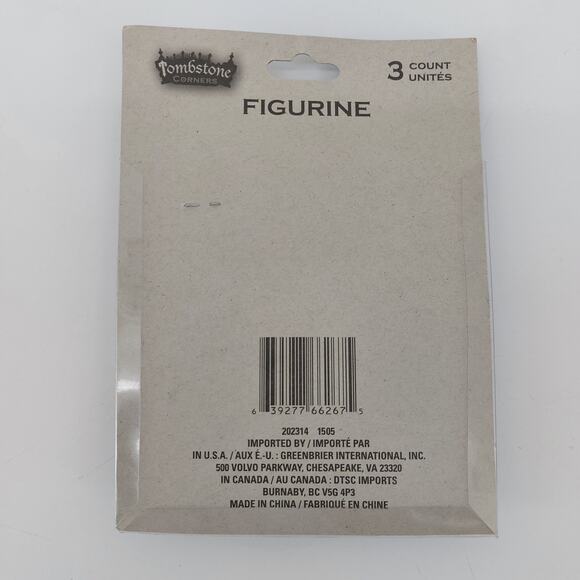 Tombstone
CORNERS
3 COUNT
UNITÉS
FIGURINE
6 39277 66267 5
202314 1505
IMPORTED BY / IMPORTÉ PAR
IN U.S.A. / AUX É.-U. : GREENBRIER INTERNATIONAL, INC.
500 VOLVO PARKWAY, CHESAPEAKE, VA 23320
IN CANADA / AU CANADA : DTSC IMPORTS
BURNABY, BC V5G 4P3
MADE IN CHINA / FABRIQUÉ EN CHINE